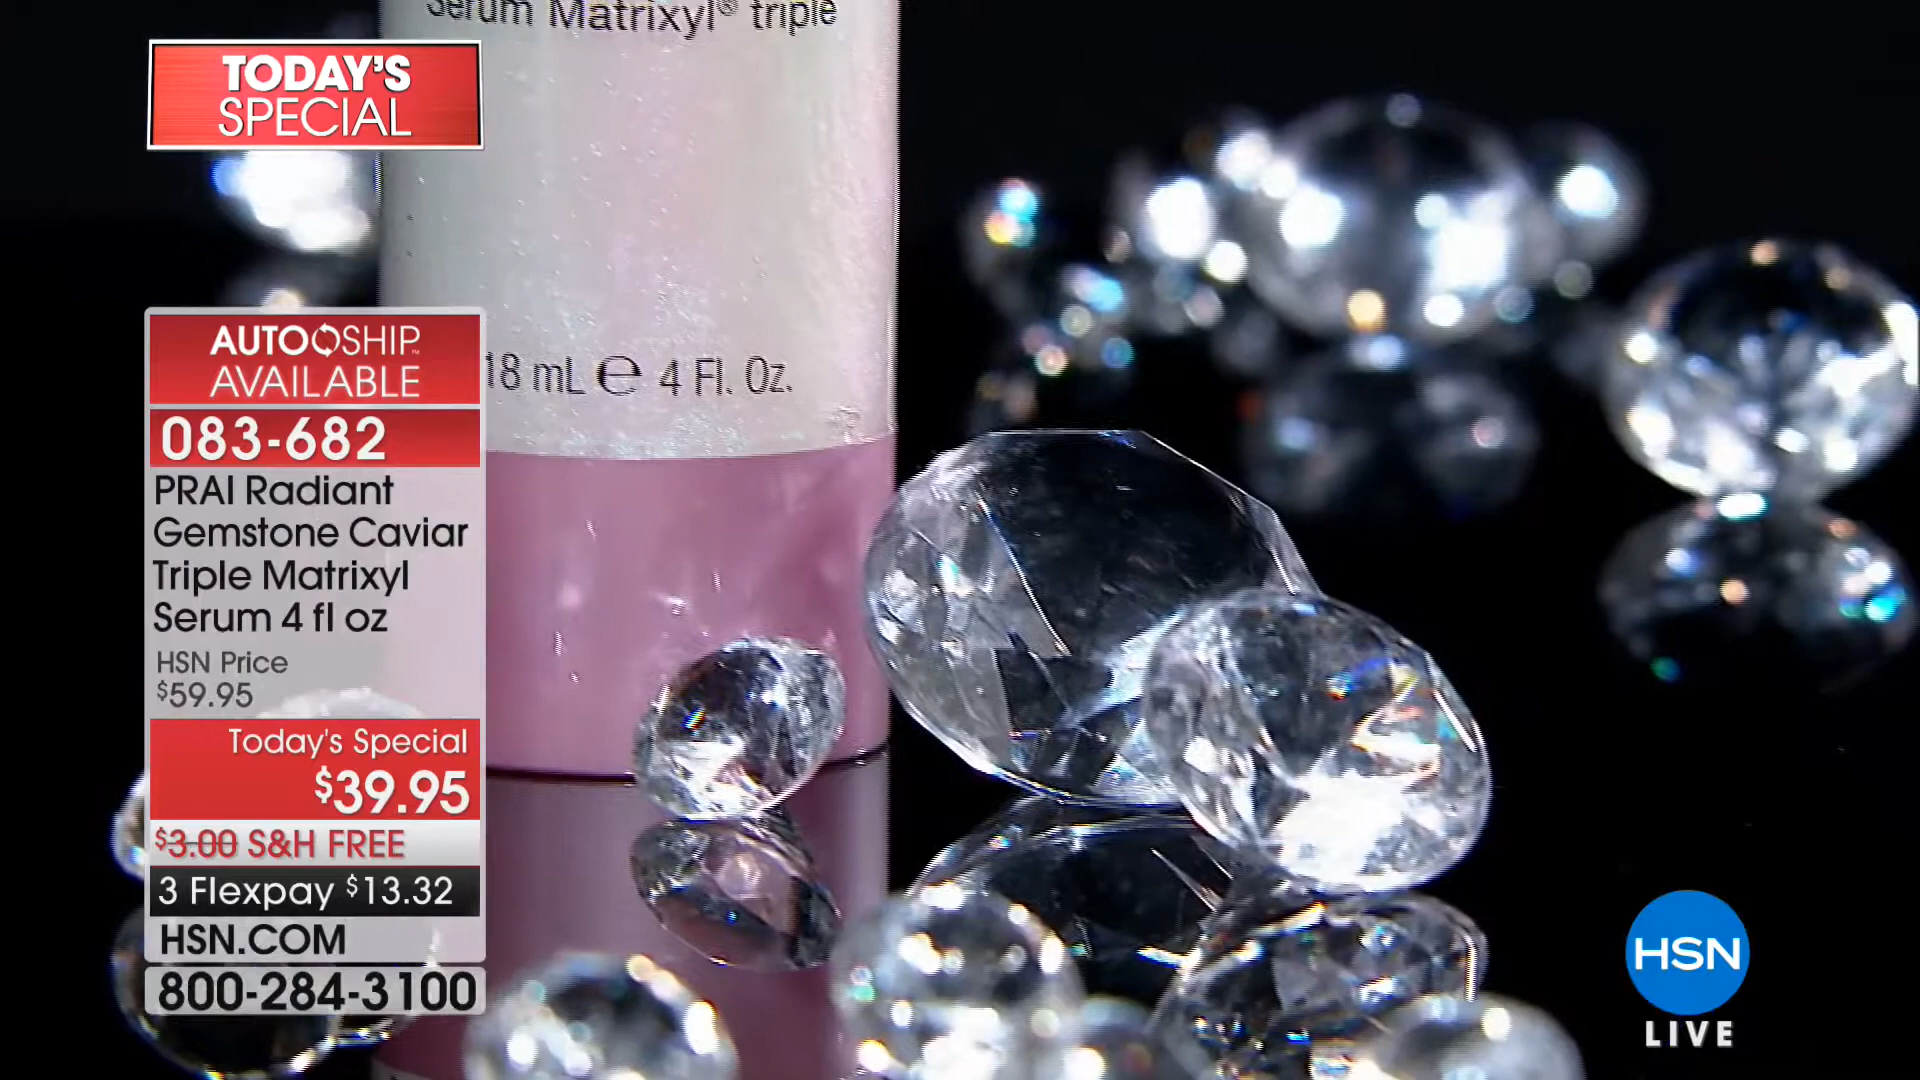 Serum Matrixyl® triple
TODAY'S
SPECIAL
18 mL ℮ 4 Fl. Oz.
AUTOSHIP™
AVAILABLE
083-682
PRAI Radiant
Gemstone Caviar
Triple Matrixyl
Serum 4 fl oz
HSN Price
$59.95
Today's Special
$39.95
$3.00 S&H FREE
3 Flexpay $13.32
HSN.COM
800-284-3100
HSN
LIVE